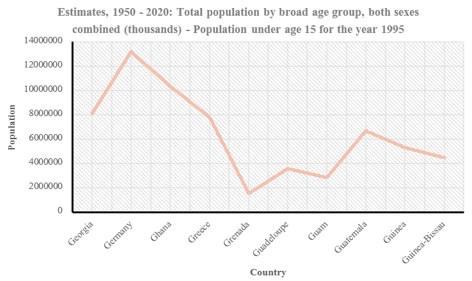 Estimates, 1950 - 2020: Total population by broad age group, both sexes
combined (thousands) - Population under age 15 for the year 1995
14000000
12000000
10000000
8000000
6000000
4000000
2000000
0
Population
Georgia
Germany
Ghana
Greece
Grenada
Guadeloupe
Guam
Guatemala
Guinea
Guinea-Bissau
Country